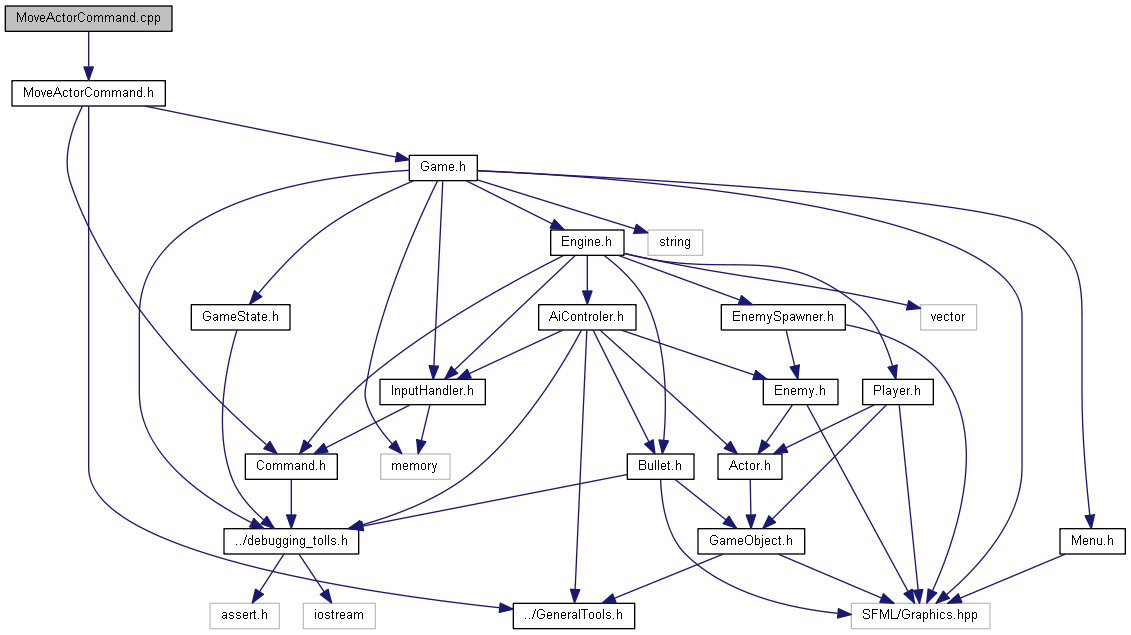 MoveActorCommand.cpp
MoveActorCommand.h
Game.h
Engine.h
string
GameState.h
AiControler.h
EnemySpawner.h
vector
InputHandler.h
Enemy.h
Player.h
Command.h
memory
Bullet.h
Actor.h
../debugging_tolls.h
GameObject.h
Menu.h
assert.h
iostream
../GeneralTools.h
SFML/Graphics.hpp